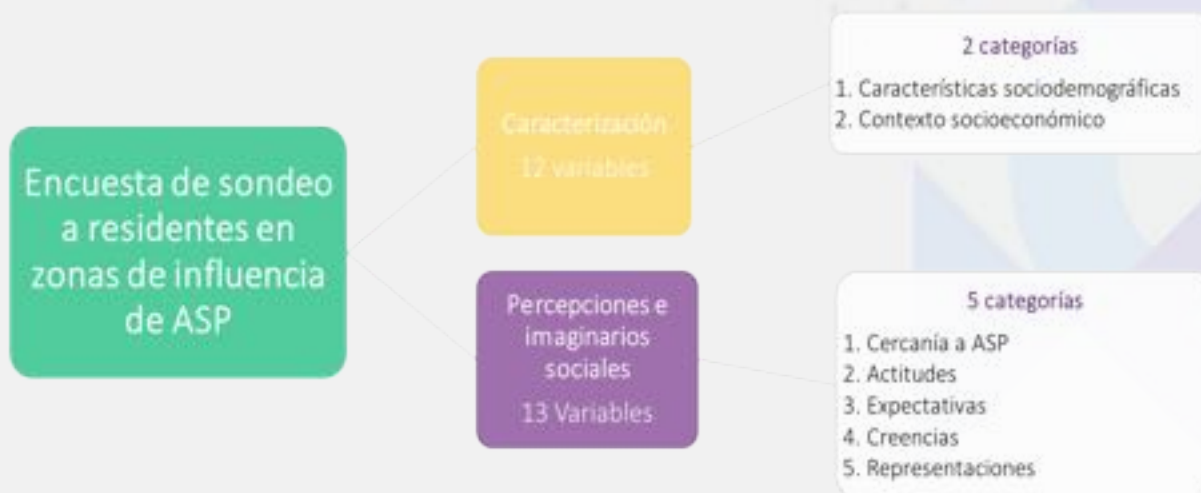 Encuesta de sondeo
a residentes en
zonas de influencia
de ASP
Caracterización
12 variables
2 categorías
1. Características sociodemográficas
2. Contexto socioeconómico
Percepciones e
imaginarios
sociales
13 Variables
5 categorías
1. Cercanía a ASP
2. Actitudes
3. Expectativas
4. Creencias
5. Representaciones